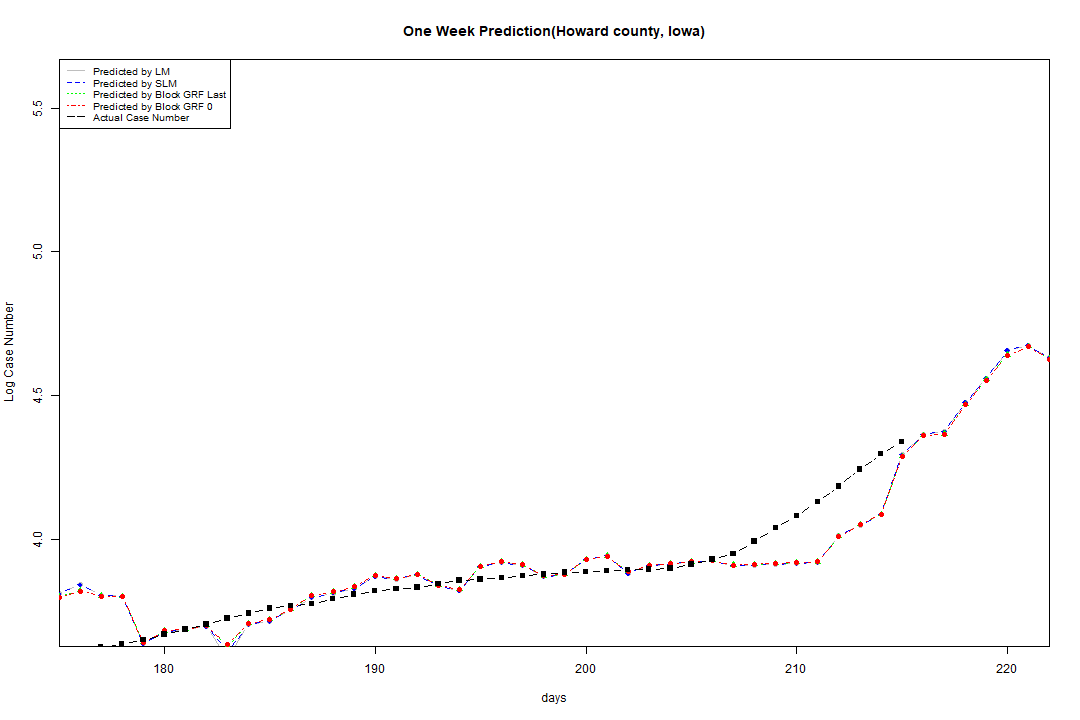 One Week Prediction(Howard county, Iowa)
Predicted by LM
Predicted by SLM
Predicted by Block GRF Last
Predicted by Block GRF 0
Actual Case Number
5.5
5.0
4.5
4.0
Log Case Number
180 190 200 210 220
days